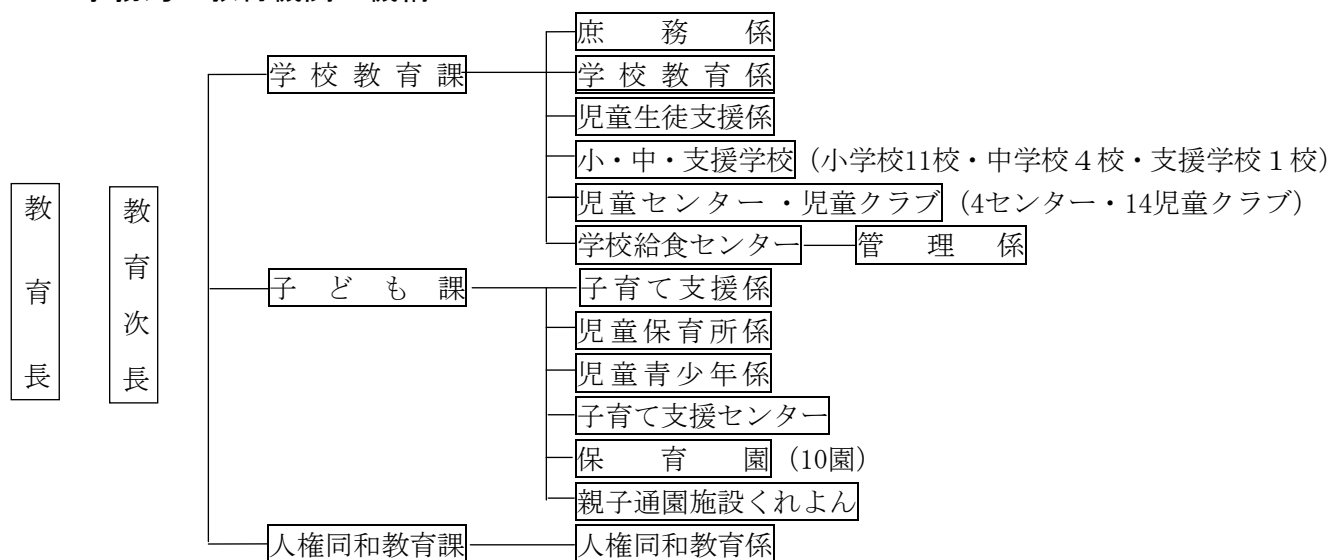 教育長
教育次長
学校教育課
庶務係
学校教育係
児童生徒支援係
小・中・支援学校（小学校11校・中学校４校・支援学校１校）
児童センター・児童クラブ（4センター・14児童クラブ）
学校給食センター
管理係
子ども課
子育て支援係
児童保育所係
児童青少年係
子育て支援センター
保育園（10園）
親子通園施設くれよん
人権同和教育課
人権同和教育係